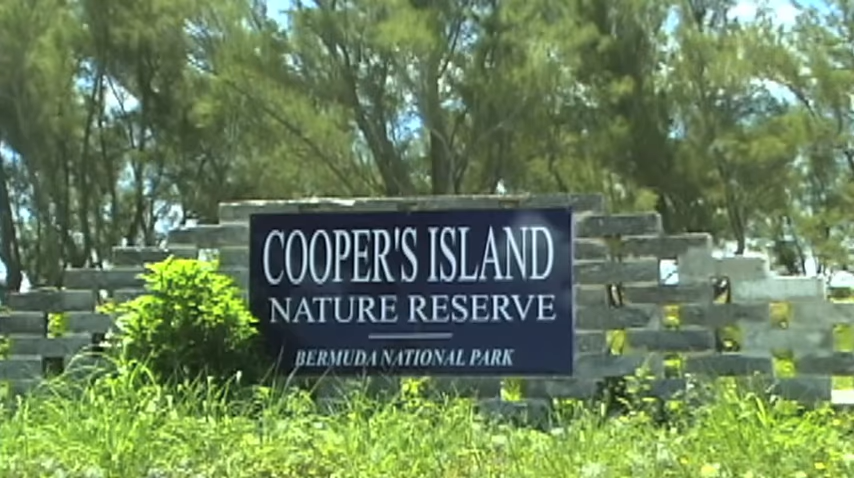 COOPER'S ISLAND
NATURE RESERVE
BERMUDA NATIONAL PARK